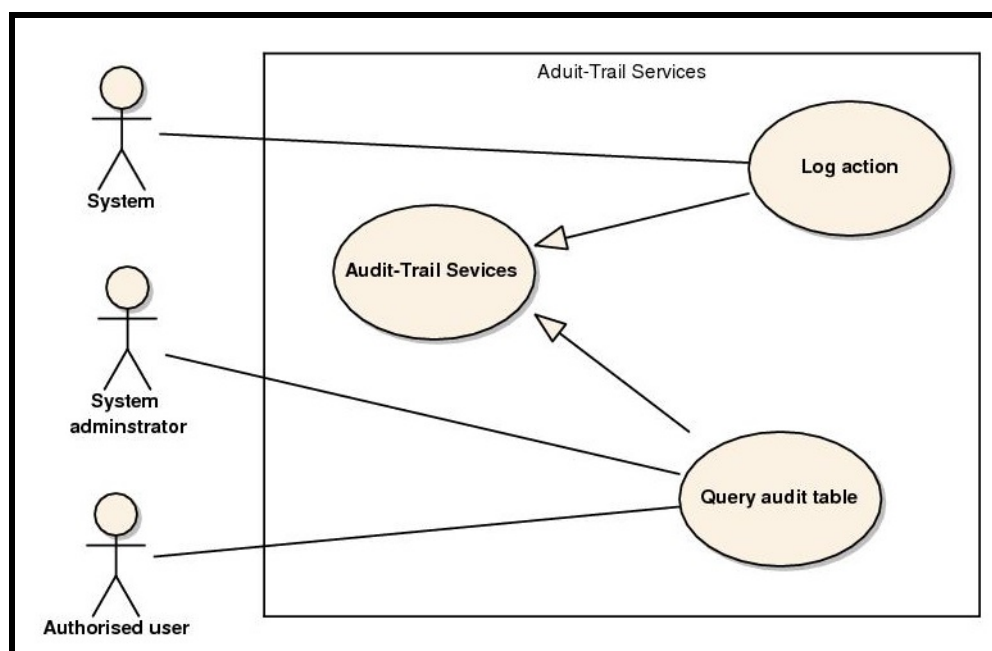 Aduit-Trail Services
Log action
System
Audit-Trail Sevices
System
adminstrator
Query audit table
Authorised user